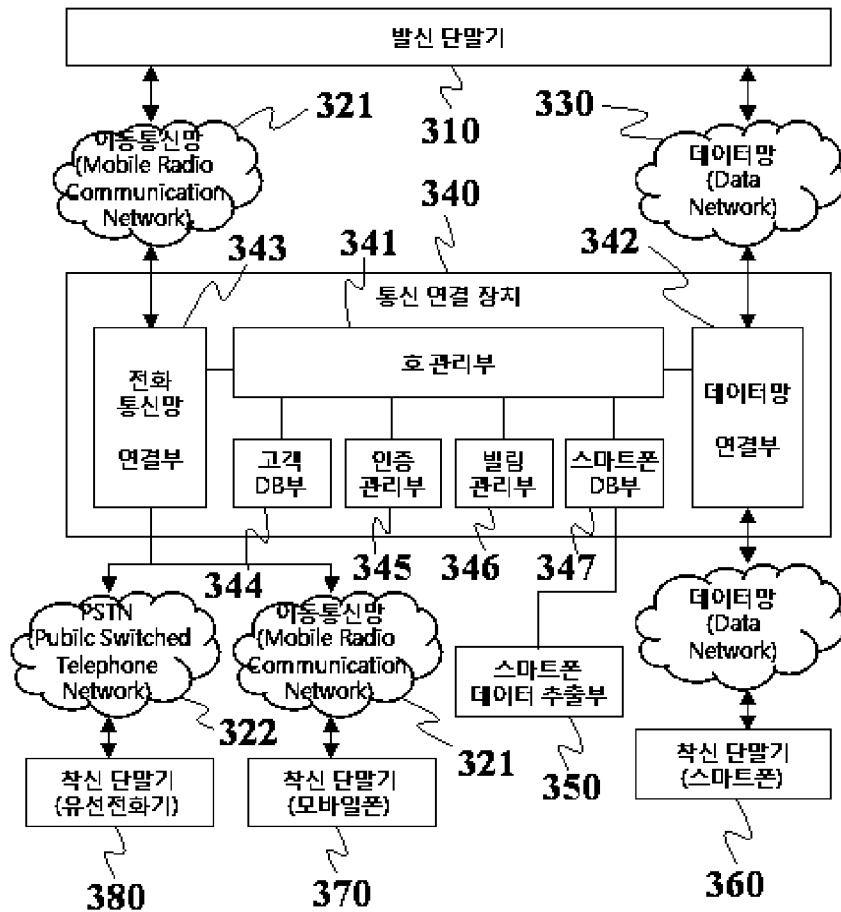 발신 단말기
321
310
330
이동통신망
(Mobile Radio
Communication
Network)
데이터망
(Data
Network)
340
343
341
342
통신 연결 장치
전화
통신망
연결부
호 관리부
데이터망
연결부
고객
DB부
인증
관리부
빌링
관리부
스마트폰
DB부
344
345
346
347
PSTN
(Pubilc Switched
Telephone
Network)
이동통신망
(Mobile Radio
Communication
Network)
데이터망
(Data
Network)
스마트폰
데이터 추출부
322
321
350
착신 단말기
(유선전화기)
착신 단말기
(모바일폰)
착신 단말기
(스마트폰)
380
370
360